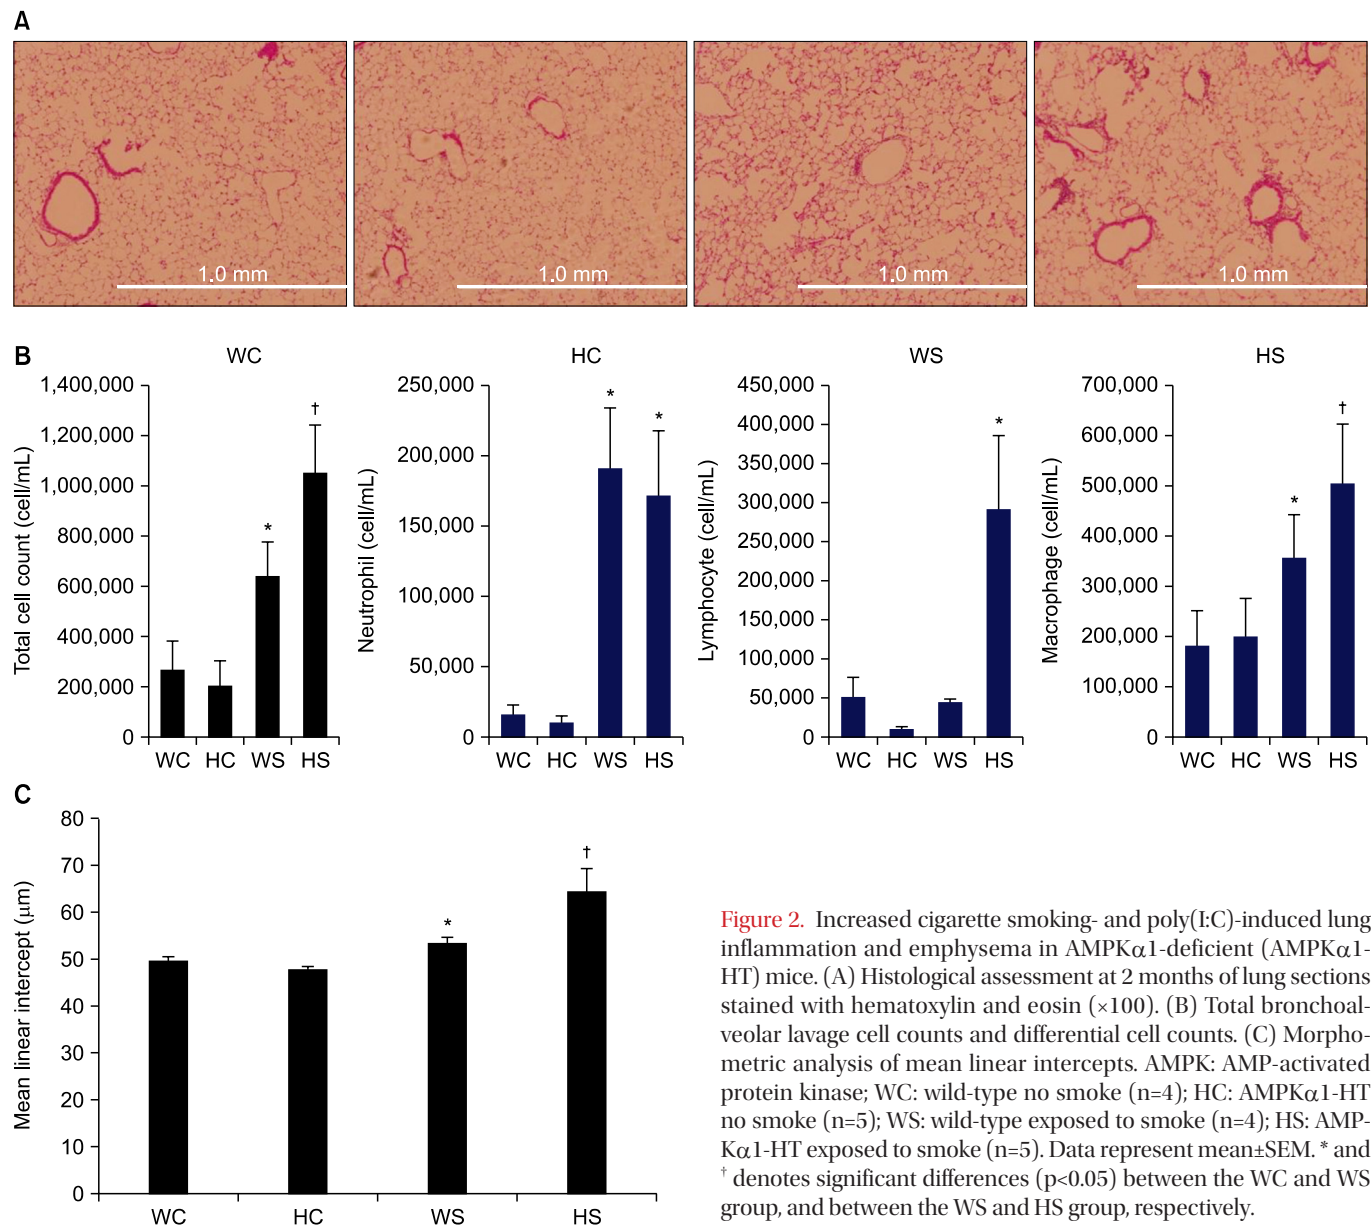 A
1.0 mm
1.0 mm
1.0 mm
1.0 mm
WC
HC
WS
HS
B
Total cell count (cell/mL)
1,400,000
1,200,000
1,000,000
800,000
600,000
400,000
200,000
0
*
†
WC HC WS HS
Neutrophil (cell/mL)
250,000
200,000
150,000
100,000
50,000
0
*
*
WC HC WS HS
Lymphocyte (cell/mL)
450,000
400,000
350,000
300,000
250,000
200,000
150,000
100,000
50,000
0
*
WC HC WS HS
Macrophage (cell/mL)
700,000
600,000
500,000
400,000
300,000
200,000
100,000
0
*
†
WC HC WS HS
C
Mean linear intercept (μm)
80
70
60
50
40
30
20
10
0
*
†
WC HC WS HS
Figure 2. Increased cigarette smoking- and poly(I:C)-induced lung
inflammation and emphysema in AMPKα1-deficient (AMPKα1-
HT) mice. (A) Histological assessment at 2 months of lung sections
stained with hematoxylin and eosin (×100). (B) Total bronchoal-
veolar lavage cell counts and differential cell counts. (C) Morpho-
metric analysis of mean linear intercepts. AMPK: AMP-activated
protein kinase; WC: wild-type no smoke (n=4); HC: AMPKα1-HT
no smoke (n=5); WS: wild-type exposed to smoke (n=4); HS: AMP-
Kα1-HT exposed to smoke (n=5). Data represent mean±SEM. * and
† denotes significant differences (p<0.05) between the WC and WS
group, and between the WS and HS group, respectively.